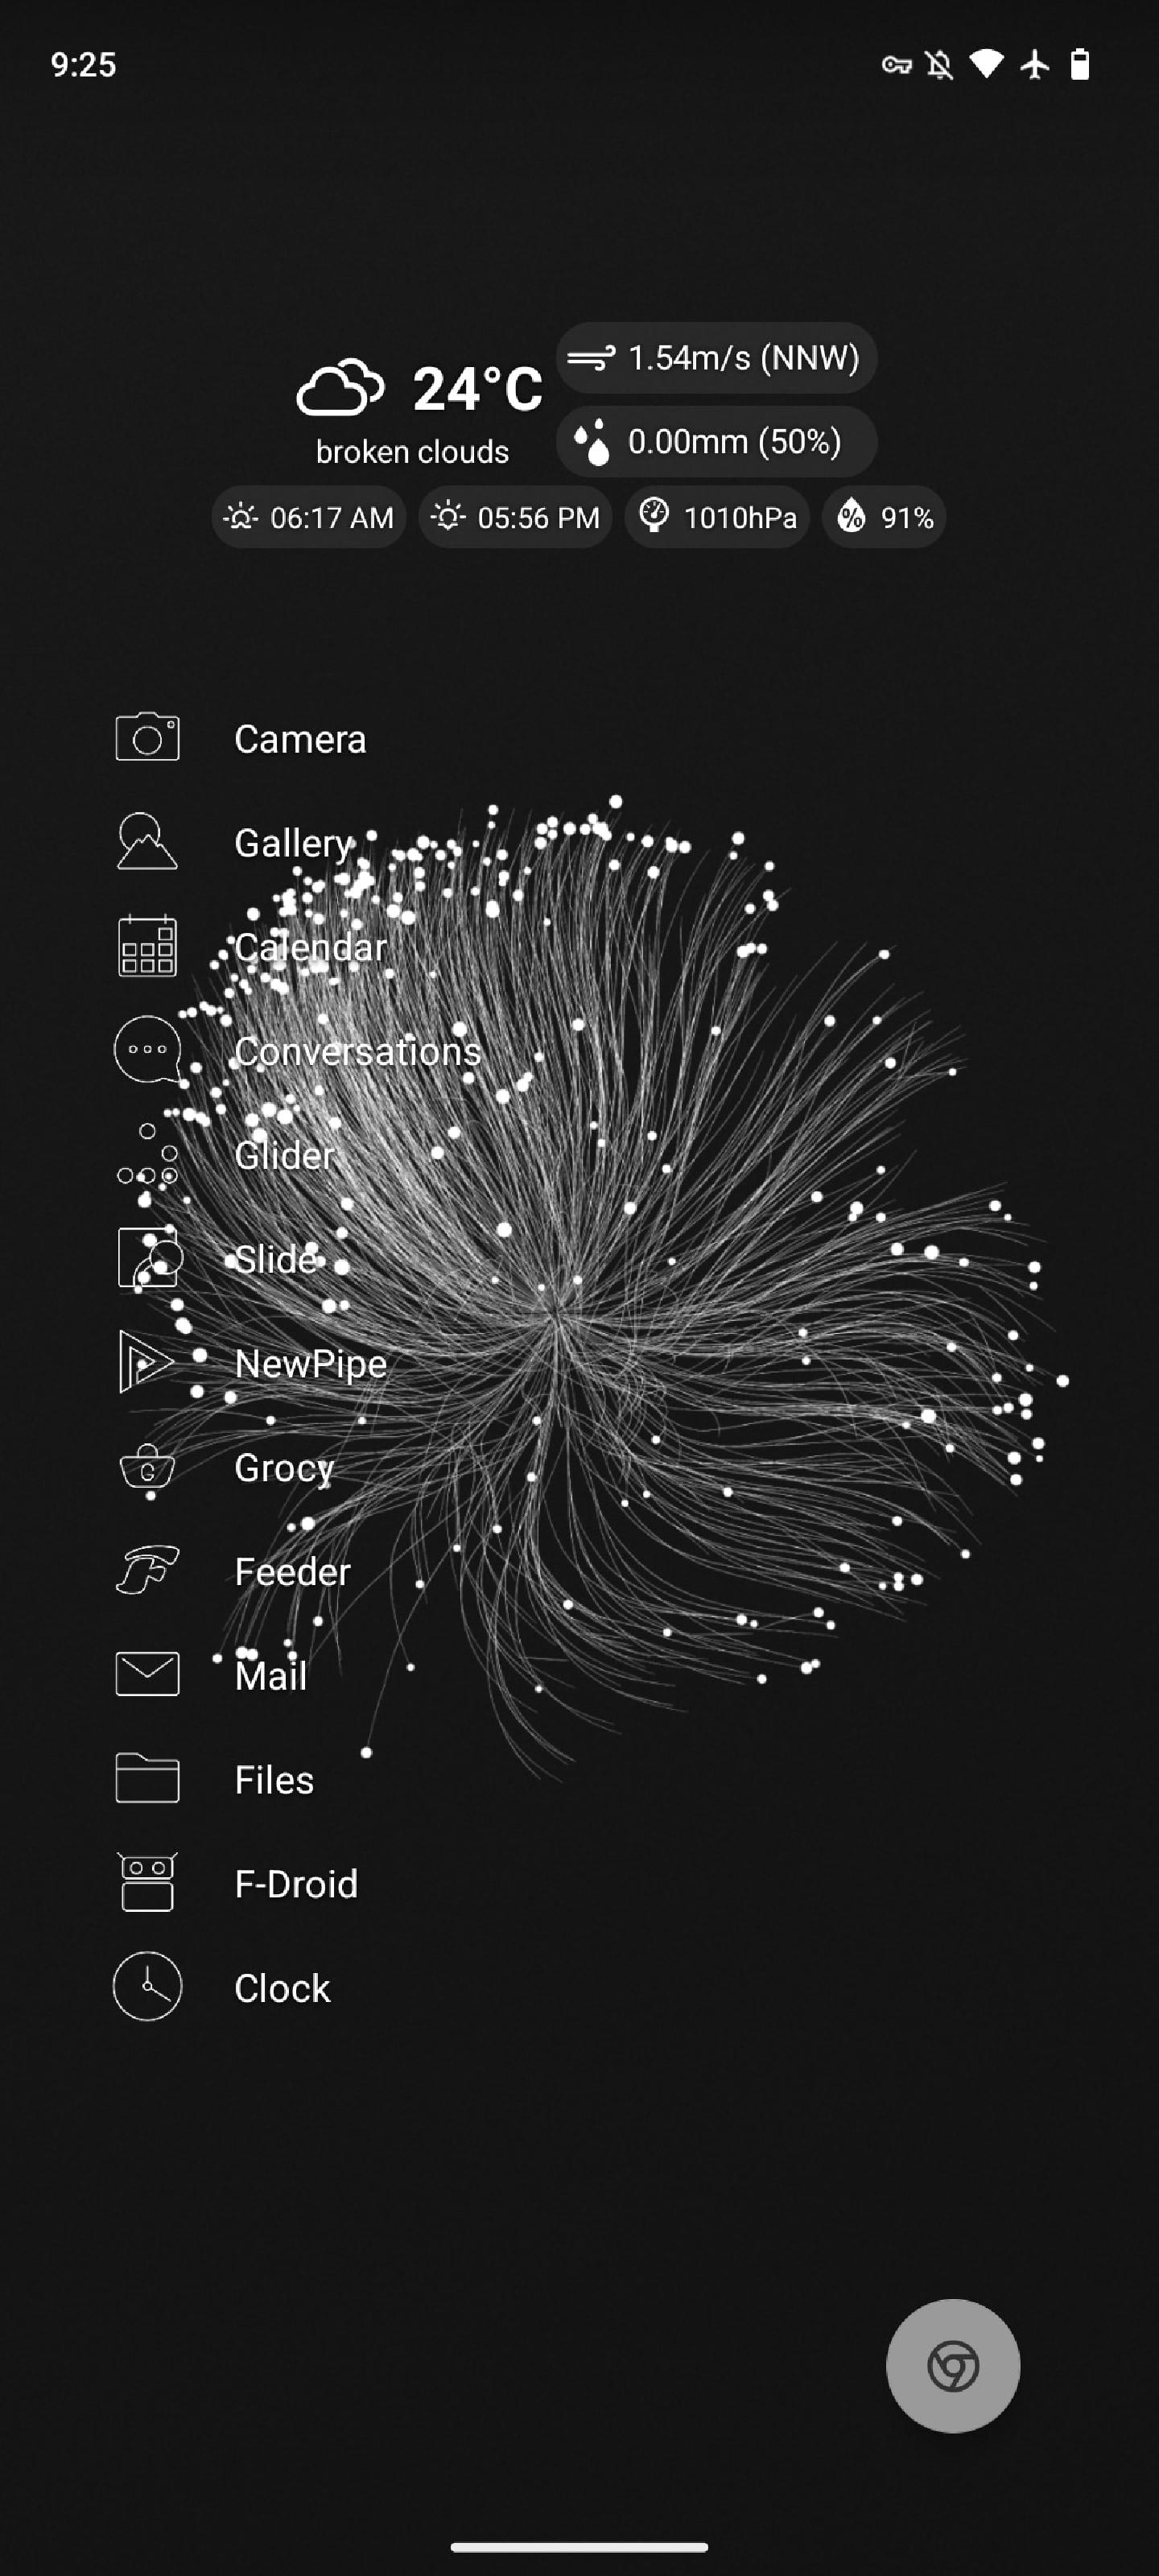 9:25
24°C
1.54m/s (NNW)
broken clouds
0.00mm (50%)
06:17 AM 05:56 PM 1010hPa % 91%
Camera
Gallery
Calendar
Conversations
Glider
Slide
NewPipe
G
Grocy
Feeder
Mail
Files
F-Droid
Clock